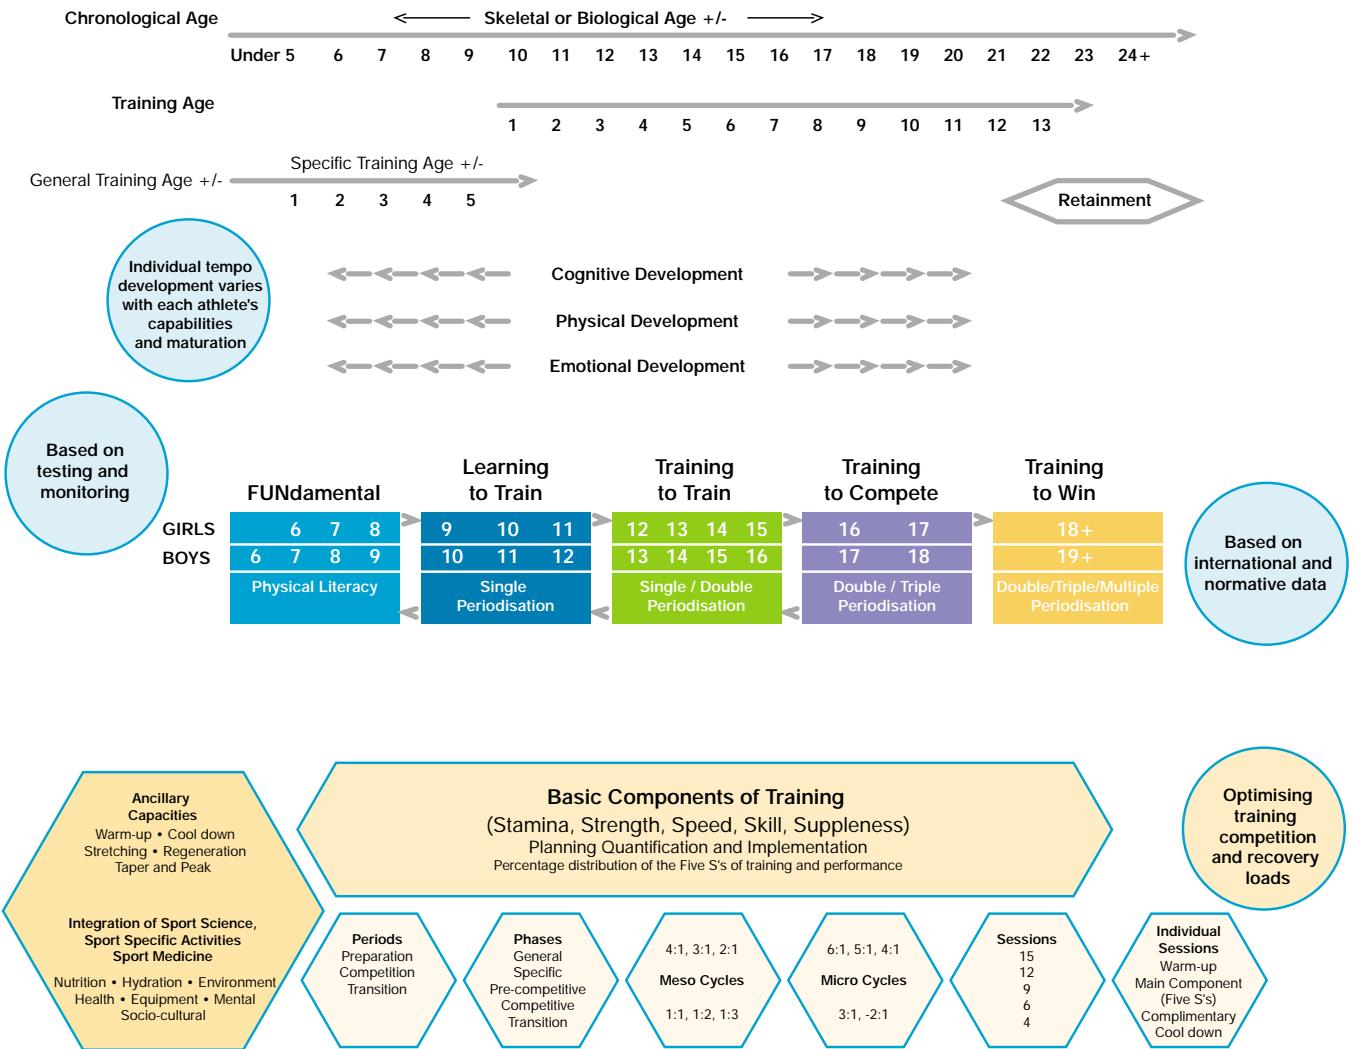 Chronological Age
Skeletal or Biological Age +/-
Under 5 6 7 8 9 10 11 12 13 14 15 16 17 18 19 20 21 22 23 24+
Training Age
1 2 3 4 5 6 7 8 9 10 11 12 13
Specific Training Age +/-
General Training Age +/-
1 2 3 4 5
Retainment
Individual tempo
development varies
with each athlete's
capabilities
and maturation
Cognitive Development
Physical Development
Emotional Development
Based on
testing and
monitoring
FUNdamental
Learning
to Train
Training
to Train
Training
to Compete
Training
to Win
GIRLS 6 7 8 9 10 11 12 13 14 15 16 17 18+
BOYS 6 7 8 9 10 11 12 13 14 15 16 17 18 19+
Physical Literacy
Single
Periodisation
Single / Double
Periodisation
Double / Triple
Periodisation
Double/Triple/Multiple
Periodisation
Based on
international and
normative data
Ancillary
Capacities
Warm-up • Cool down
Stretching • Regeneration
Taper and Peak
Integration of Sport Science,
Sport Specific Activities
Sport Medicine
Nutrition • Hydration • Environment
Health • Equipment • Mental
Socio-cultural
Basic Components of Training
(Stamina, Strength, Speed, Skill, Suppleness)
Planning Quantification and Implementation
Percentage distribution of the Five S's of training and performance
Optimising
training
competition
and recovery
loads
Periods
Preparation
Competition
Transition
Phases
General
Specific
Pre-competitive
Competitive
Transition
4:1, 3:1, 2:1
Meso Cycles
1:1, 1:2, 1:3
6:1, 5:1, 4:1
Micro Cycles
3:1, -2:1
Sessions
15
12
9
6
4
Individual
Sessions
Warm-up
Main Component
(Five S's)
Complimentary
Cool down